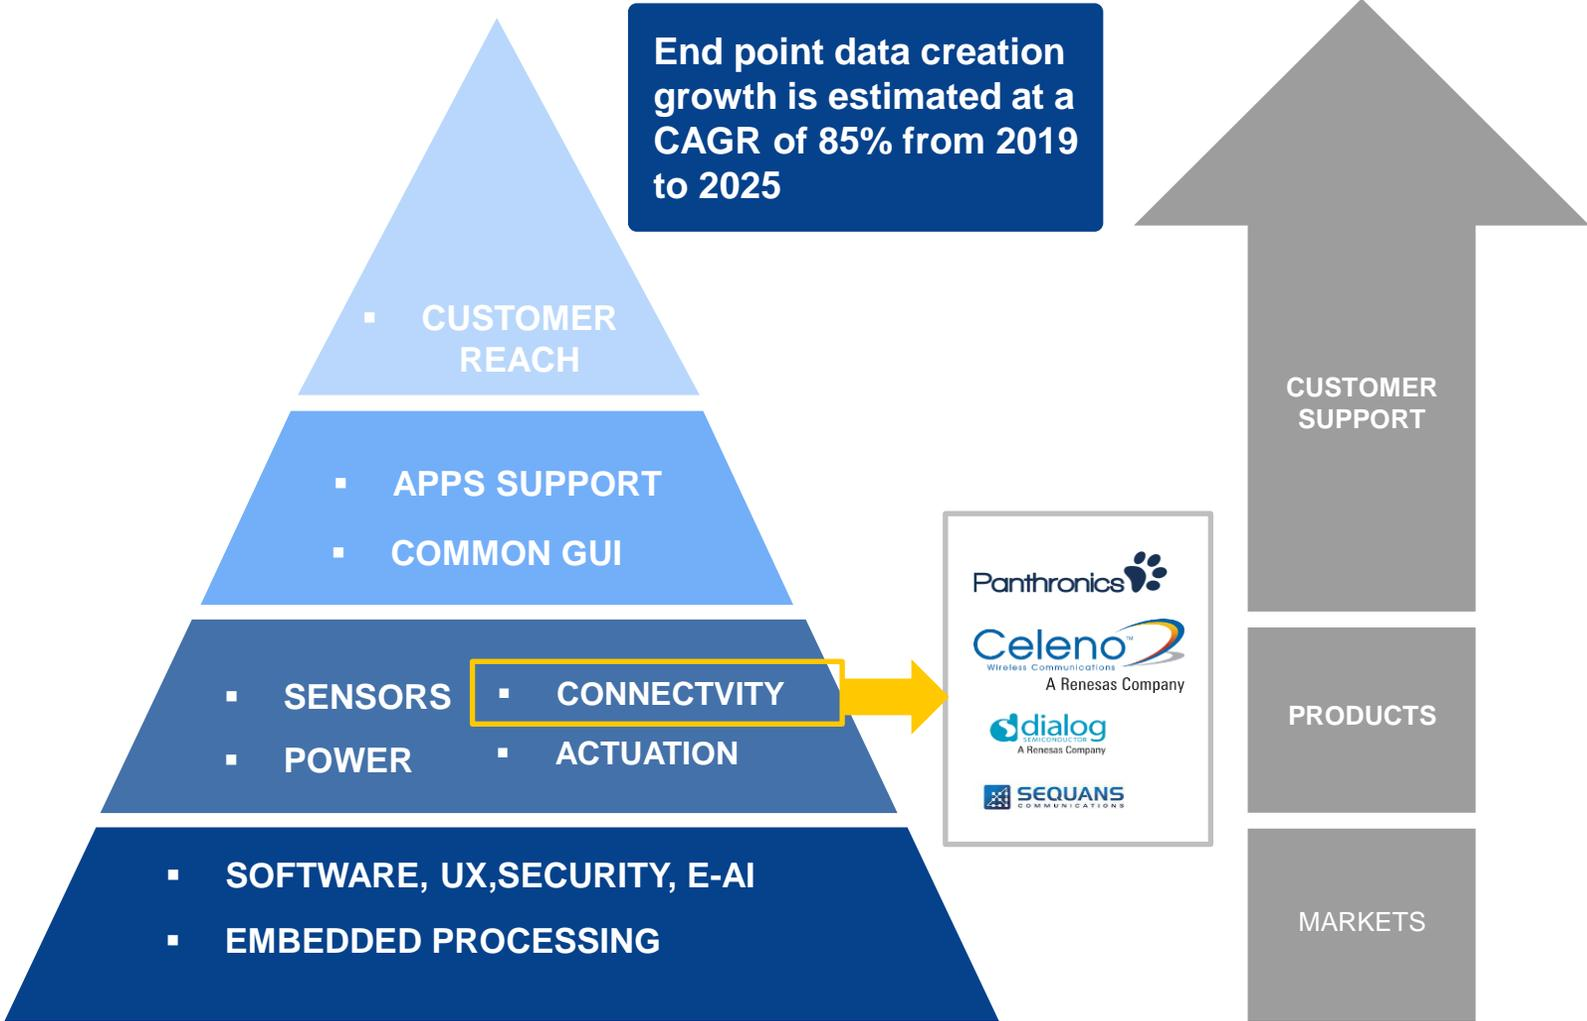 End point data creation
growth is estimated at a
CAGR of 85% from 2019
to 2025
▪ CUSTOMER
REACH
▪ APPS SUPPORT
▪ COMMON GUI
▪ SENSORS
▪ CONNECTVITY
▪ POWER
▪ ACTUATION
▪ SOFTWARE, UX,SECURITY, E-AI
▪ EMBEDDED PROCESSING
Panthronics
Celeno™
Wireless Communications
A Renesas Company
dialog
SEMICONDUCTOR
A Renesas Company
SEQUANS
COMMUNICATIONS
CUSTOMER
SUPPORT
PRODUCTS
MARKETS